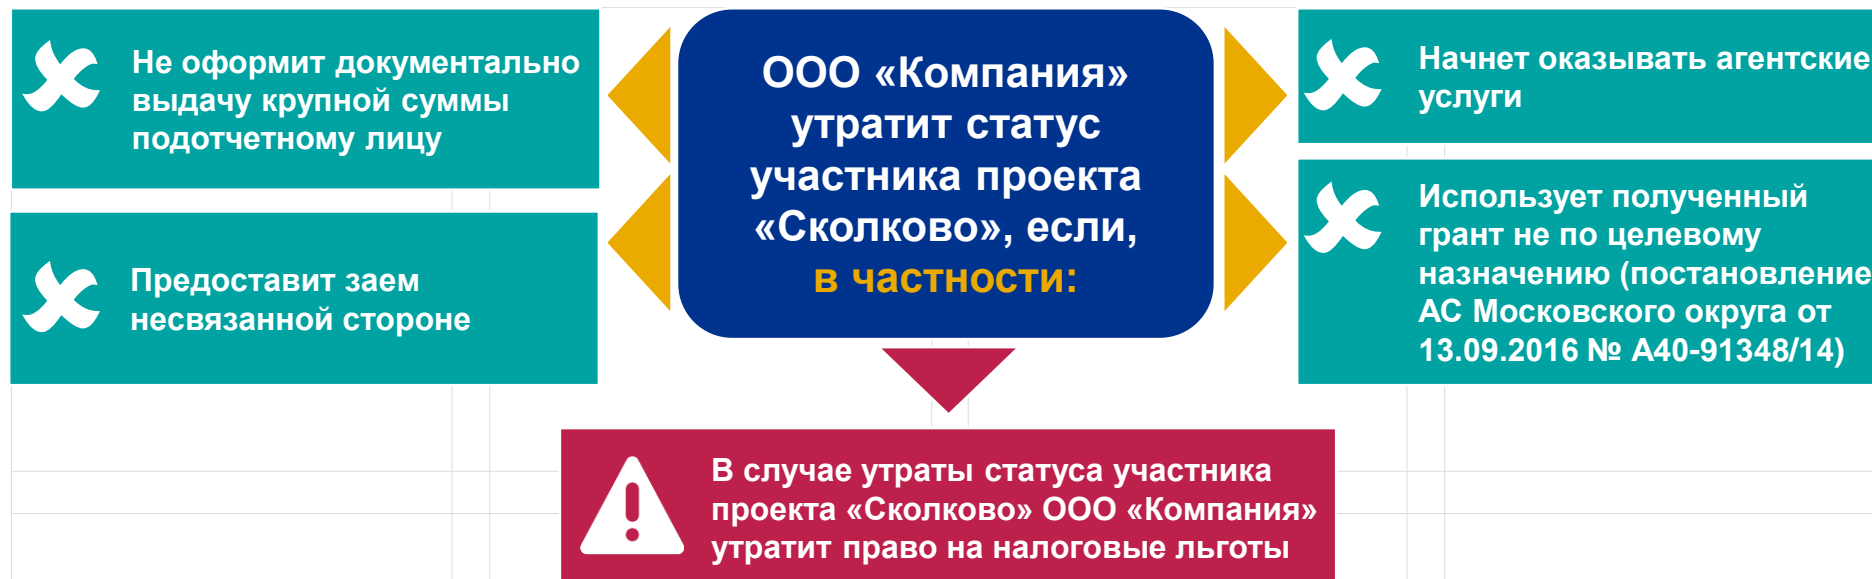 Не оформит документально
выдачу крупной суммы
подотчетному лицу
Предоставит заем
несвязанной стороне
ООО «Компания»
утратит статус
участника проекта
«Сколково», если,
в частности:
Начнет оказывать агентские
услуги
Использует полученный
грант не по целевому
назначению (постановление
АС Московского округа от
13.09.2016 № А40-91348/14)
В случае утраты статуса участника
проекта «Сколково» ООО «Компания»
утратит право на налоговые льготы